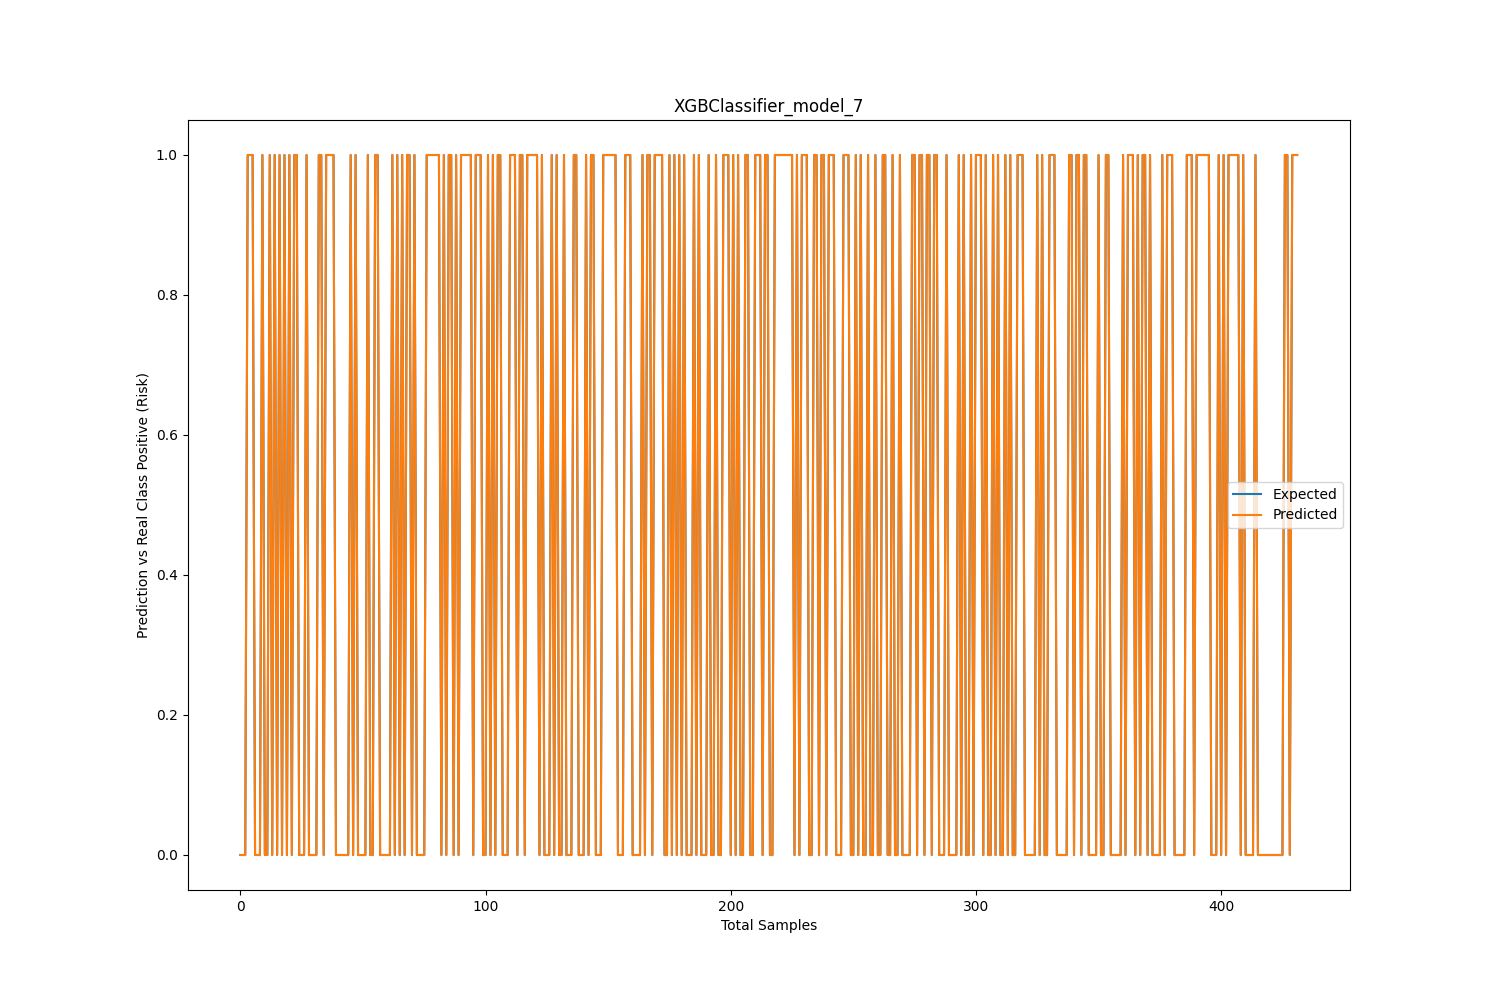 XGBClassifier_model_7
1.0
0.8
0.6
0.4
0.2
0.0
Prediction vs Real Class Positive (Risk)
Expected
Predicted
0 100 200 300 400
Total Samples